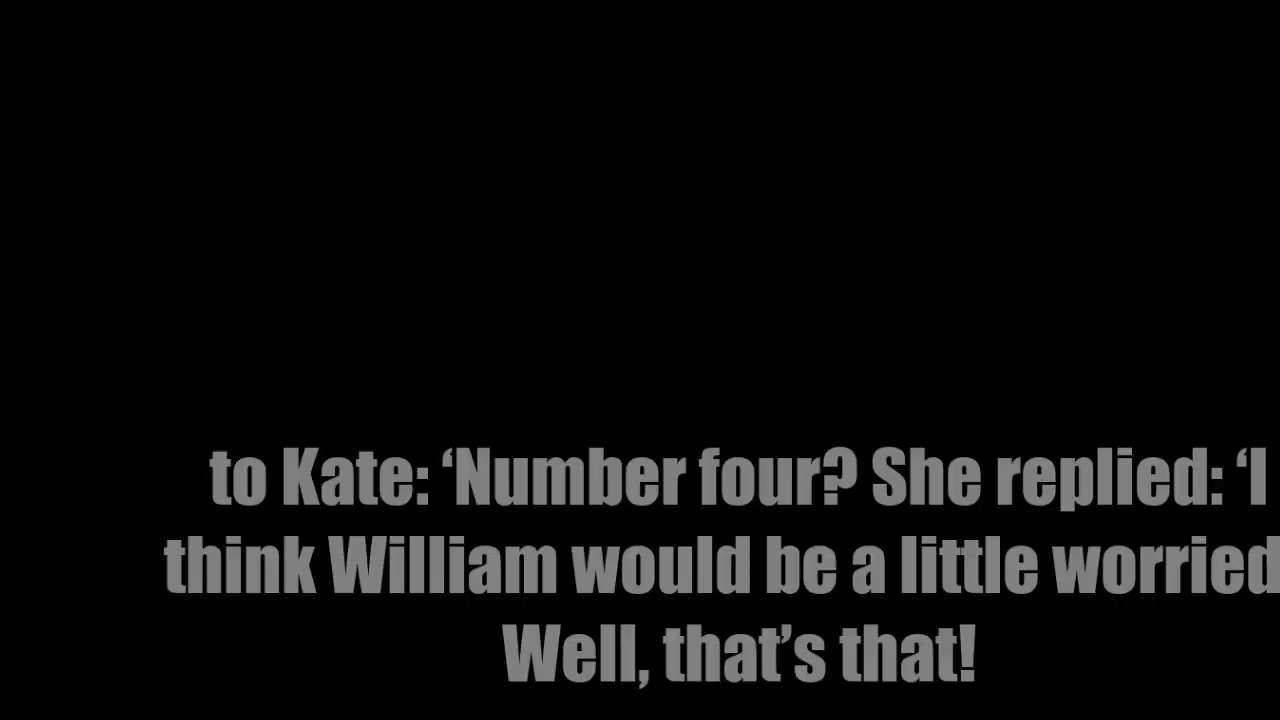 to Kate: ‘Number four? She replied: ‘I
think William would be a little worried
Well, that’s that!